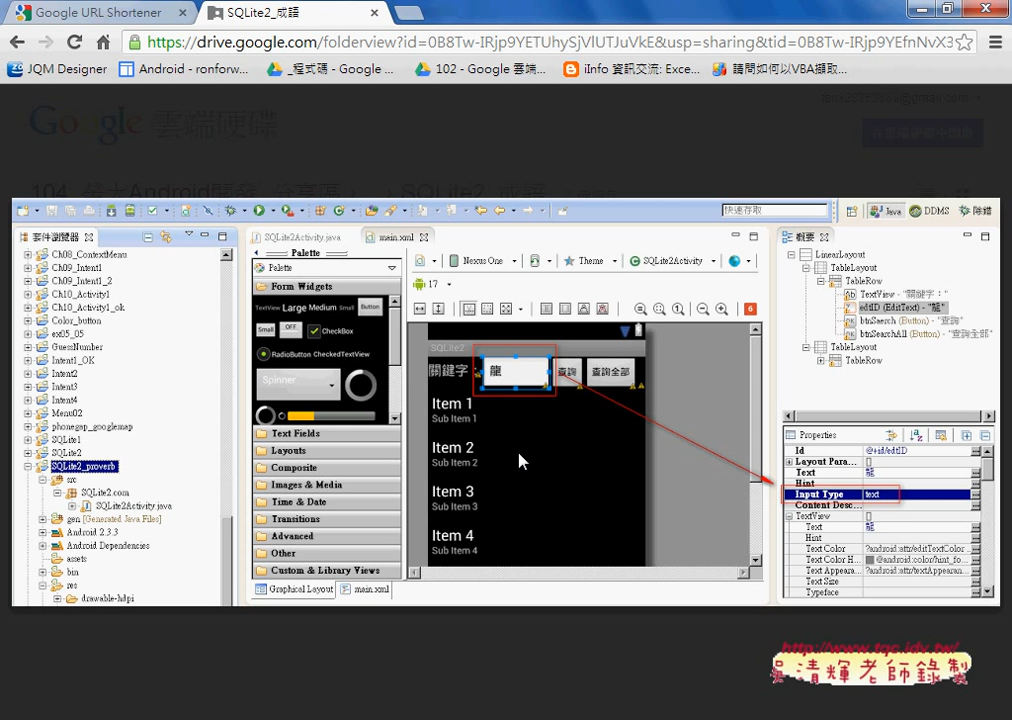 Google URL Shortener
SQLite2_成語
https://drive.google.com/folderview?id=0B8Tw-IRjp9YETUhySjVlUTJuVkE&usp=sharing&tid=0B8Tw-IRjp9YEfnNvX3
JQM Designer
Android - ronforw...
_程式碼 - Google ...
102 - Google 雲端...
iInfo 資訊交流: Exce...
請問如何以VBA擷取...
Google 雲端硬碟
快速存取
Java
DDMS
除錯
套件瀏覽器
Ch08_ContextMenu
Ch09_Intent1
Ch09_Intent1_2
Ch10_Activity1
Ch10_Activity1_ok
Color_button
ex05_05
GuessNumber
Intent1_OK
Intent2
Intent3
Intent4
Menu02
phonegap_googlemap
SQLite1
SQLite2
SQLite2_proverb
src
SQLite2.com
SQLite2Activity.java
gen [Generated Java Files]
Android 2.3.3
Android Dependencies
assets
bin
res
drawable-hdpi
SQLite2Activity.java
main.xml
Palette
Palette
Form Widgets
TextView Large Medium Small Button
Small OFF CheckBox
RadioButton CheckedTextView
Spinner
Text Fields
Layouts
Composite
Images & Media
Time & Date
Transitions
Advanced
Other
Custom & Library Views
Graphical Layout
main.xml
Nexus One
Theme
SQLite2Activity
17
6
SQLite2
關鍵字：
龍
查詢
查詢全部
Item 1
Sub Item 1
Item 2
Sub Item 2
Item 3
Sub Item 3
Item 4
Sub Item 4
概要
LinearLayout
TableLayout
TableRow
TextView - "關鍵字："
edtID (EditText) - "龍"
btnSaerch (Button) - "查詢"
btnSearchAll (Button) - "查詢全部"
TableLayout
TableRow
Properties
Id @+id/edtID
Layout Para... []
Text 龍
Hint
Input Type text
Content Desc...
TextView []
Text 龍
Hint
Text Color ?android:attr/editTextColor
Text Color H... @android:color/hint_fo
Text Appeara... ?android:attr/textAppearan
Text Size
Typeface
http://www.tqc.idv.tw/
吳清輝老師錄製